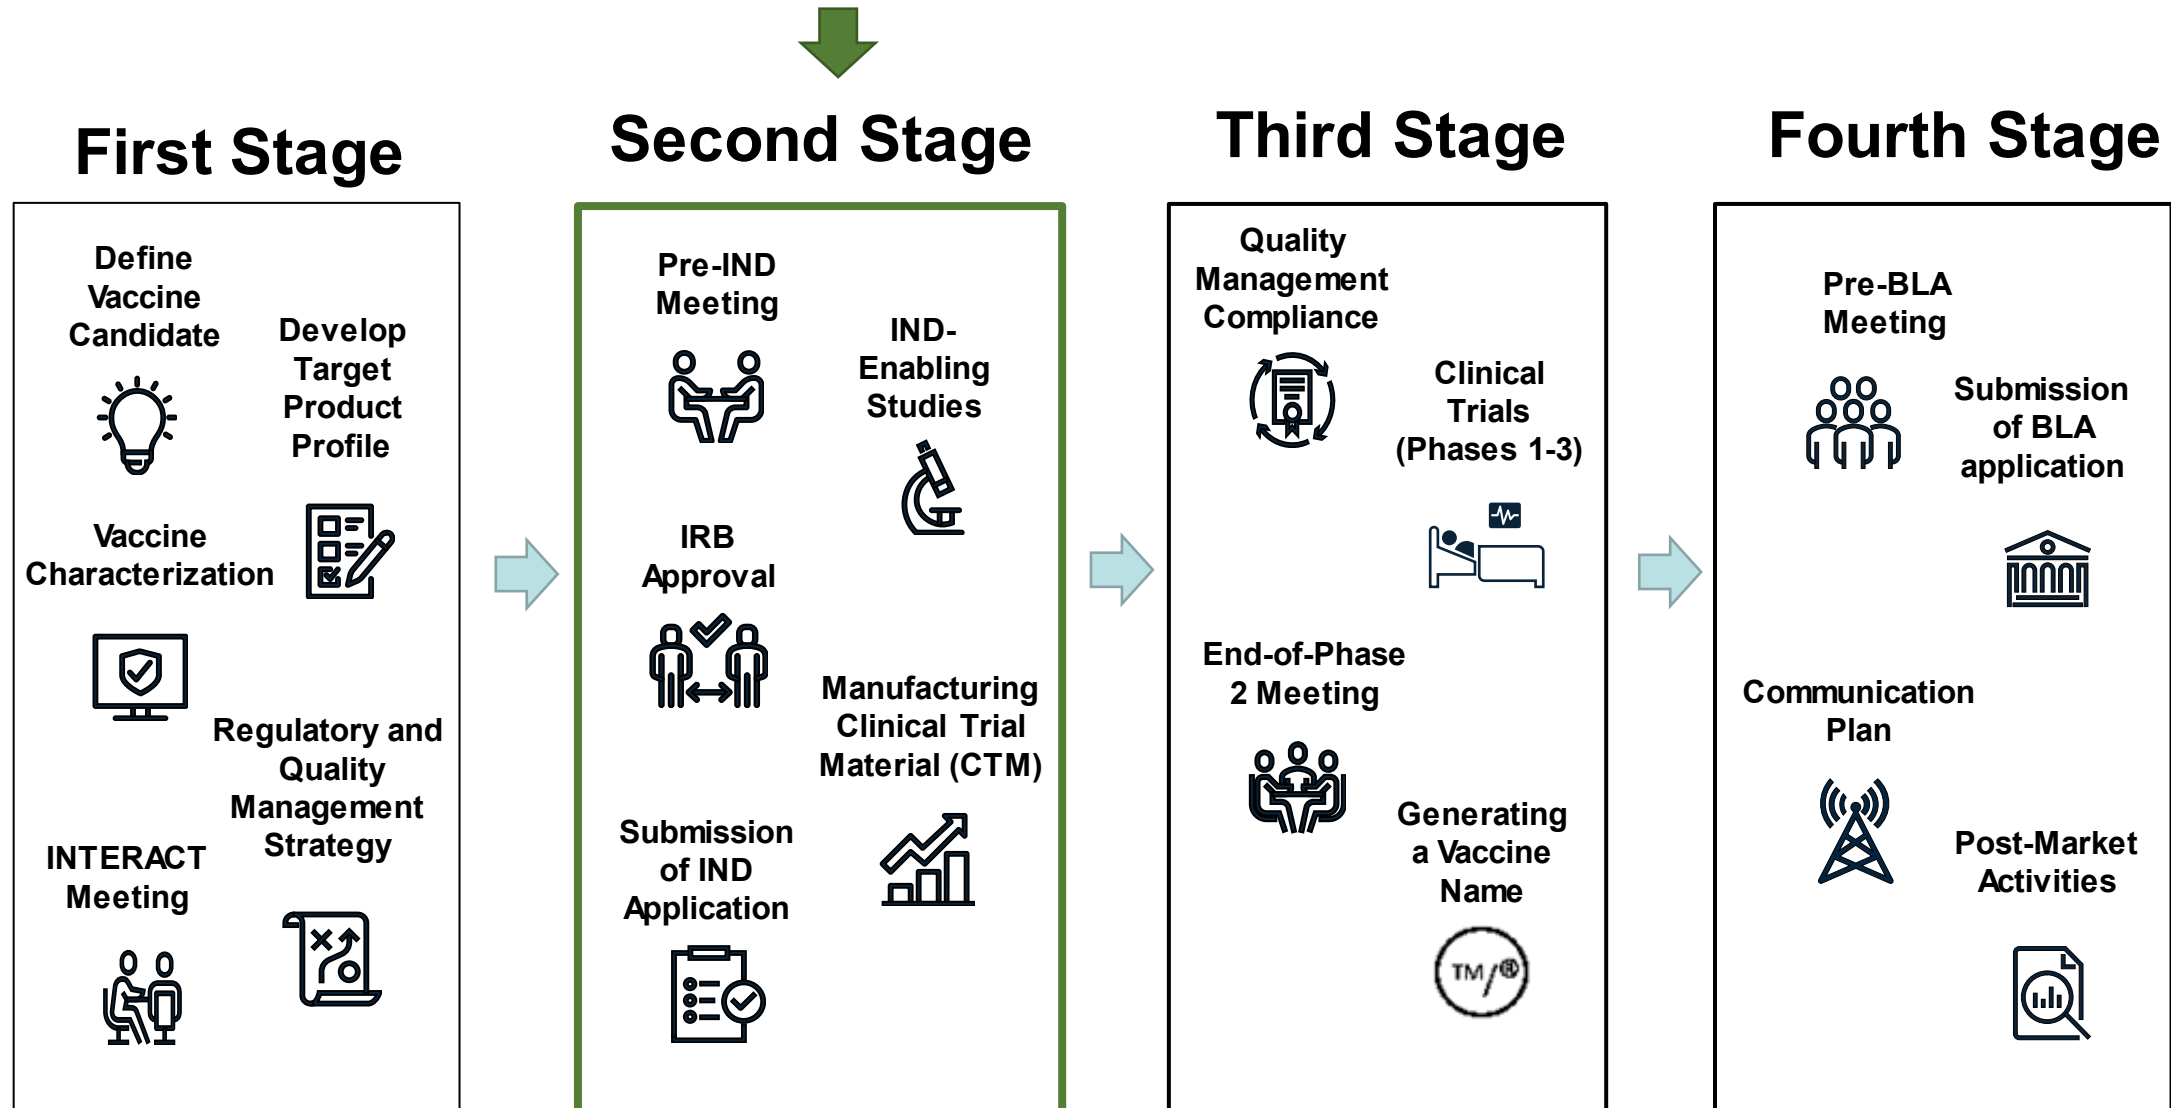 First Stage
Define
Vaccine
Candidate
Develop
Target
Product
Profile
Vaccine
Characterization
Regulatory and
Quality
Management
Strategy
INTERACT
Meeting
Second Stage
Pre-IND
Meeting
IND-
Enabling
Studies
IRB
Approval
Manufacturing
Clinical Trial
Material (CTM)
Submission
of IND
Application
Third Stage
Quality
Management
Compliance
Clinical
Trials
(Phases 1-3)
End-of-Phase
2 Meeting
Generating
a Vaccine
Name
TM/®
Fourth Stage
Pre-BLA
Meeting
Submission
of BLA
application
Communication
Plan
Post-Market
Activities